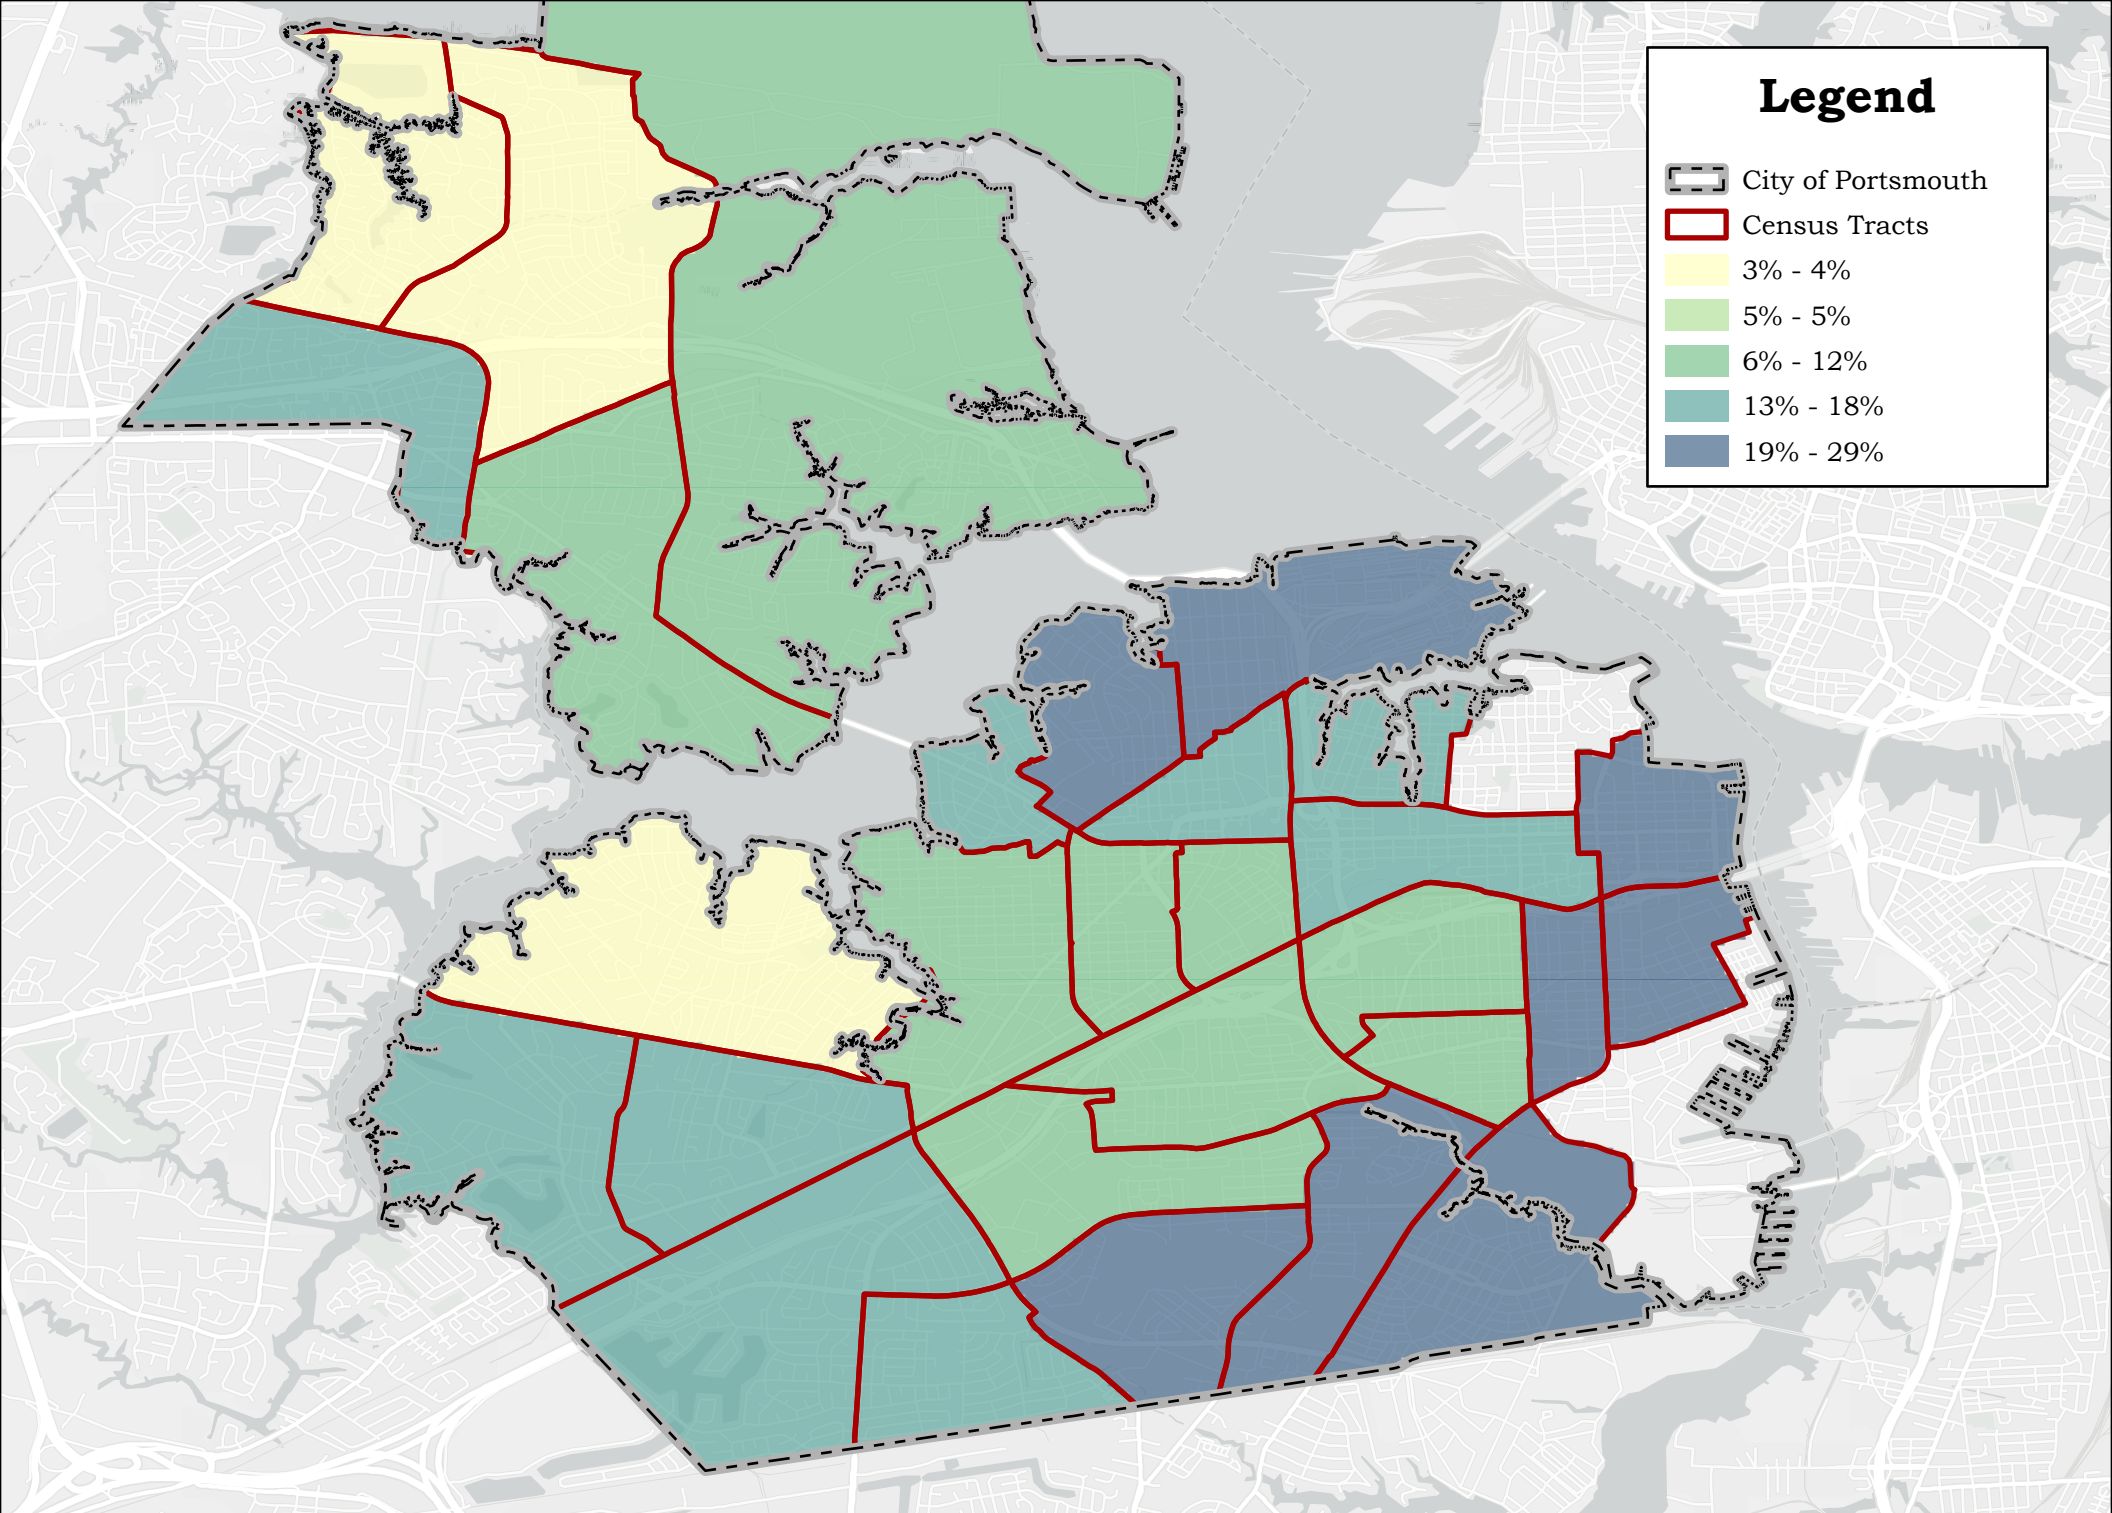 Legend
City of Portsmouth
Census Tracts
3% - 4%
5% - 5%
6% - 12%
13% - 18%
19% - 29%